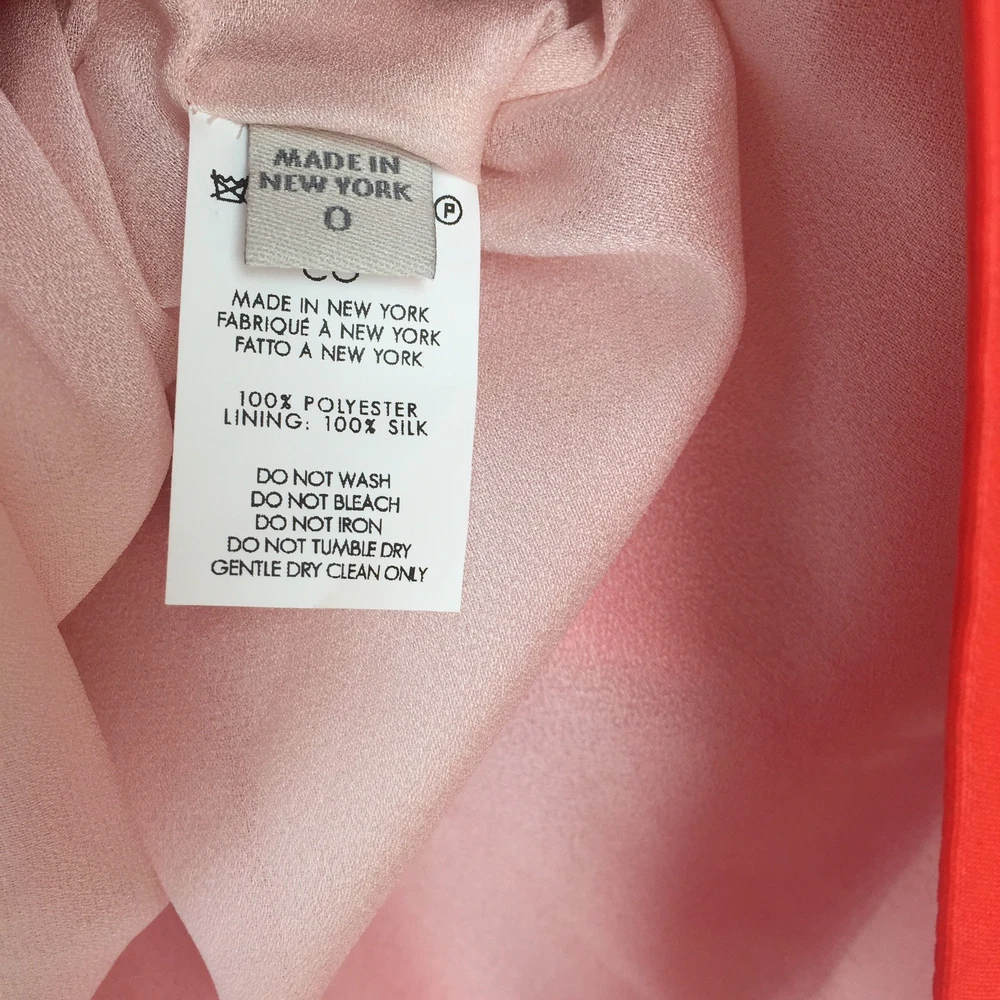 MADE IN
NEW YORK
0
P
MADE IN NEW YORK
FABRIQUÉ À NEW YORK
FATTO A NEW YORK
100% POLYESTER
LINING: 100% SILK
DO NOT WASH
DO NOT BLEACH
DO NOT IRON
DO NOT TUMBLE DRY
GENTLE DRY CLEAN ONLY